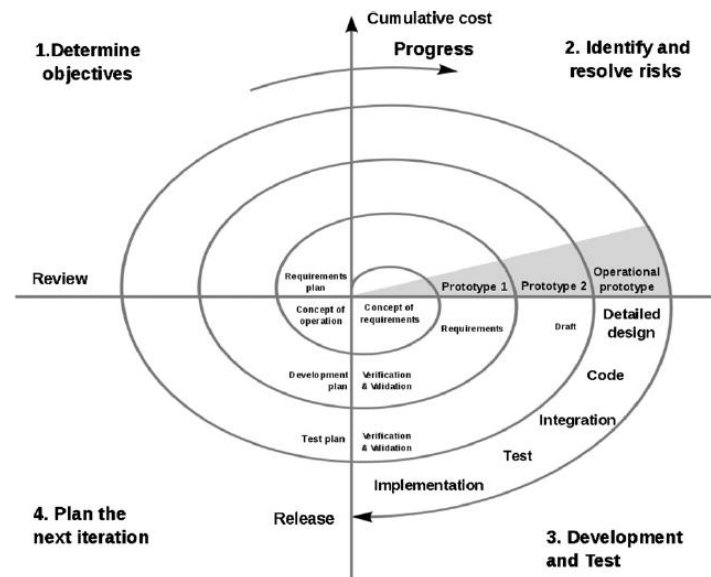 Cumulative cost
1.Determine
objectives
Progress
2. Identify and
resolve risks
Review
Requirements
plan
Prototype 1
Prototype 2
Operational
prototype
Concept of
operation
Concept of
requirements
Requirements
Draft
Detailed
design
Development
plan
Verification
& Validation
Code
Integration
Test plan
Verification
& Validation
Test
Implementation
Release
4. Plan the
next iteration
3. Development
and Test